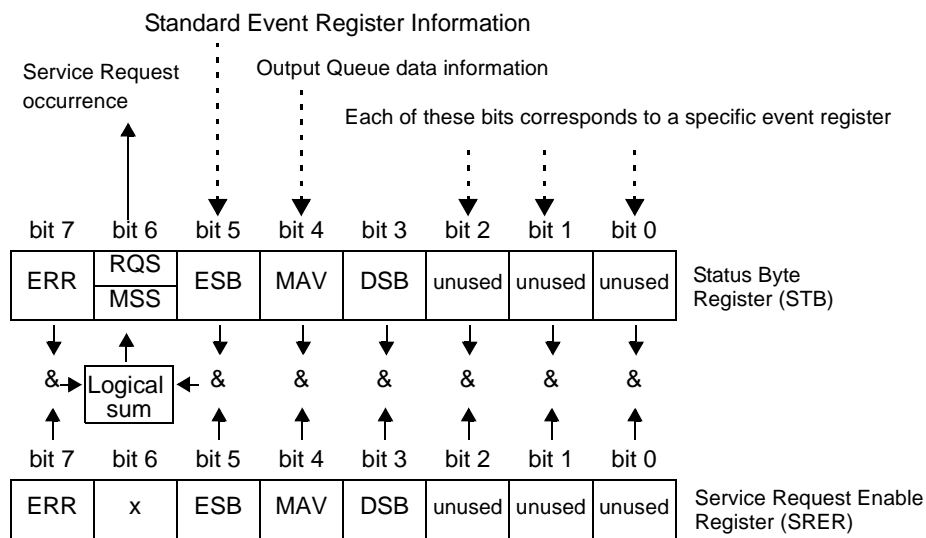 Standard Event Register Information
Service Request
occurrence
Output Queue data information
Each of these bits corresponds to a specific event register
bit 7 bit 6 bit 5 bit 4 bit 3 bit 2 bit 1 bit 0
ERR RQS MSS ESB MAV DSB unused unused unused
Status Byte
Register (STB)
& & & & & & &
Logical
sum
bit 7 bit 6 bit 5 bit 4 bit 3 bit 2 bit 1 bit 0
ERR x ESB MAV DSB unused unused unused
Service Request Enable
Register (SRER)